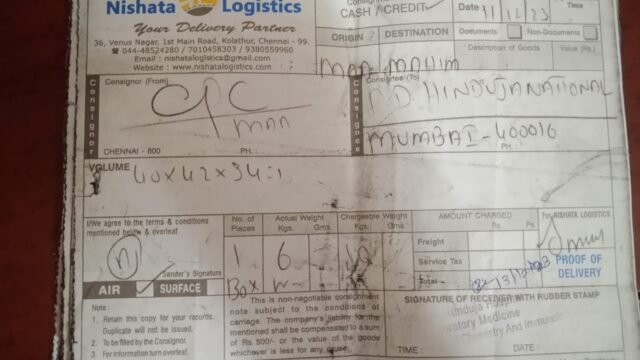 Nishata Logistics
Your Delivery Partner
36, Venus Nagar, 1st Main Road, Kolathur, Chennai - 99.
044-48524280 / 7010458303 / 9380559960
Email : nishatalogistics@gmail.com
Website : www.nishatalogistics.com
CASH / CREDIT
Date 11/12/23
Time
ORIGIN
DESTINATION
Documents
Non-Documents
Description of Goods
Value (Rs.)
MAA MAHIM
Consignor
Consignor (From)
CPC
MAA
CHENNAI - 600
PH. :
Consignee
Consignee (To)
P.D. HINDUJA NATIONAL
MUMBAI - 400016
PH. :
VOLUME
40x42x34=1
I/We agree to the terms & conditions
mentioned below & overleaf
Sender's Signature
AIR
SURFACE
No. of Pieces
Actual Weight
Kgs. Gms.
Chargeable Weight
Kgs. Gms.
1 6 10
Box
AMOUNT CHARGED
Rs. Ps.
Freight
Service Tax
Total
For NISHATA LOGISTICS
PROOF OF
DELIVERY
Note :
1. Retain this copy for your records.
Duplicate will not be issued.
2. To be filled by the Consignor.
3. For information turn overleaf.
This is non-negotiable consignment
note subject to the conditions of
carriage. The company's liability for the
mentioned shall be compensated to a sum
of Rs. 500/- or the value of the goods
whichever is less for any cause.
SIGNATURE OF RECEIVER WITH RUBBER STAMP
TIME :
DATE :